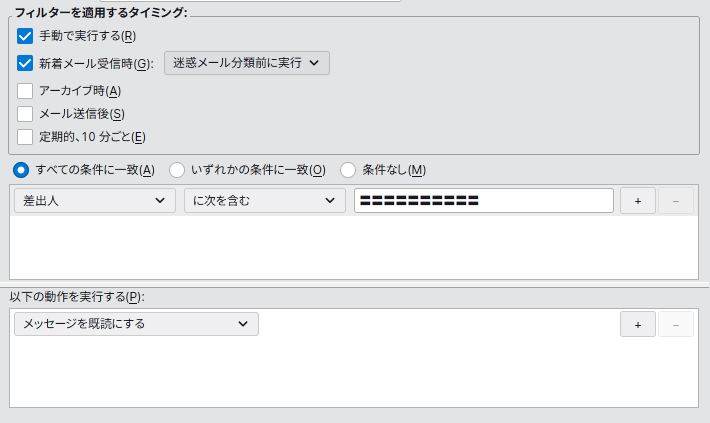 フィルターを適用するタイミング:
手動で実行する(R)
新着メール受信時(G): 迷惑メール分類前に実行
アーカイブ時(A)
メール送信後(S)
定期的、10 分ごと(E)
すべての条件に一致(A) いずれかの条件に一致(O) 条件なし(M)
差出人 に次を含む 〓〓〓〓〓〓〓〓〓〓 + −
以下の動作を実行する(P):
メッセージを既読にする + −